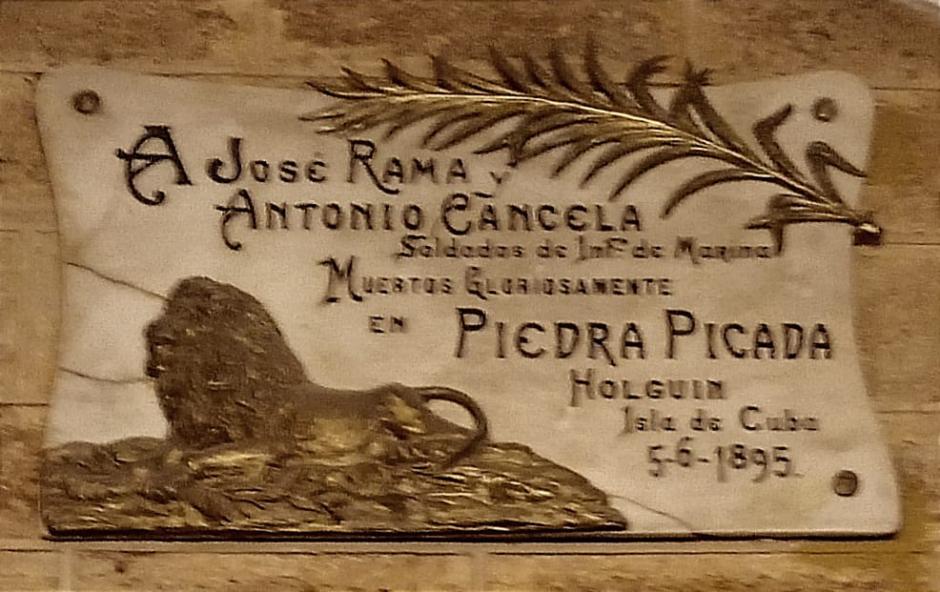 A José Rama y
Antonio Cancela
Soldados de Infª de Marina
Muertos Gloriosamente
en Piedra Picada
Holguin
Isla de Cuba
5-6-1895.